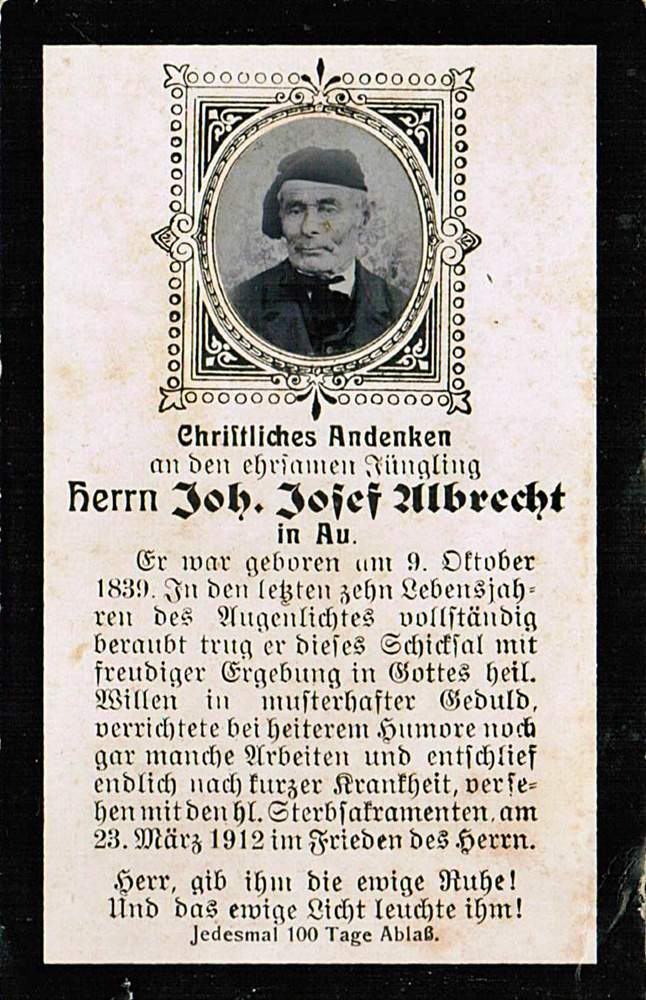 Christliches Andenken
an den ehrsamen Jüngling
Herrn Joh. Josef Albrecht
in Au.
Er war geboren am 9. Oktober
1839. In den letzten zehn Lebensjah-
ren des Augenlichtes vollständig
beraubt trug er dieses Schicksal mit
freudiger Ergebung in Gottes heil.
Willen in musterhafter Geduld,
verrichtete bei heiterem Humore noch
gar manche Arbeiten und entschlief
endlich nach kurzer Krankheit, verse-
hen mit den hl. Sterbsakramenten, am
23. März 1912 im Frieden des Herrn.
Herr, gib ihm die ewige Ruhe!
Und das ewige Licht leuchte ihm!
Jedesmal 100 Tage Ablaß.